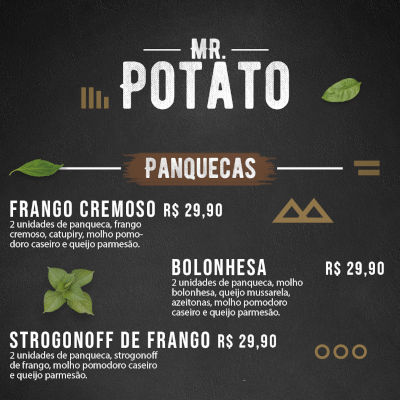 MR.
POTATO
PANQUECAS
FRANGO CREMOSO R$ 29,90
2 unidades de panqueca, frango
cremoso, catupiry, molho pomo-
doro caseiro e queijo parmesão.
BOLONHESA R$ 29,90
2 unidades de panqueca, molho
bolonhesa, queijo mussarela,
azeitonas, molho pomodoro
caseiro e queijo parmesão.
STROGONOFF DE FRANGO R$ 29,90
2 unidades de panqueca, strogonoff
de frango, molho pomodoro caseiro
e queijo parmesão.